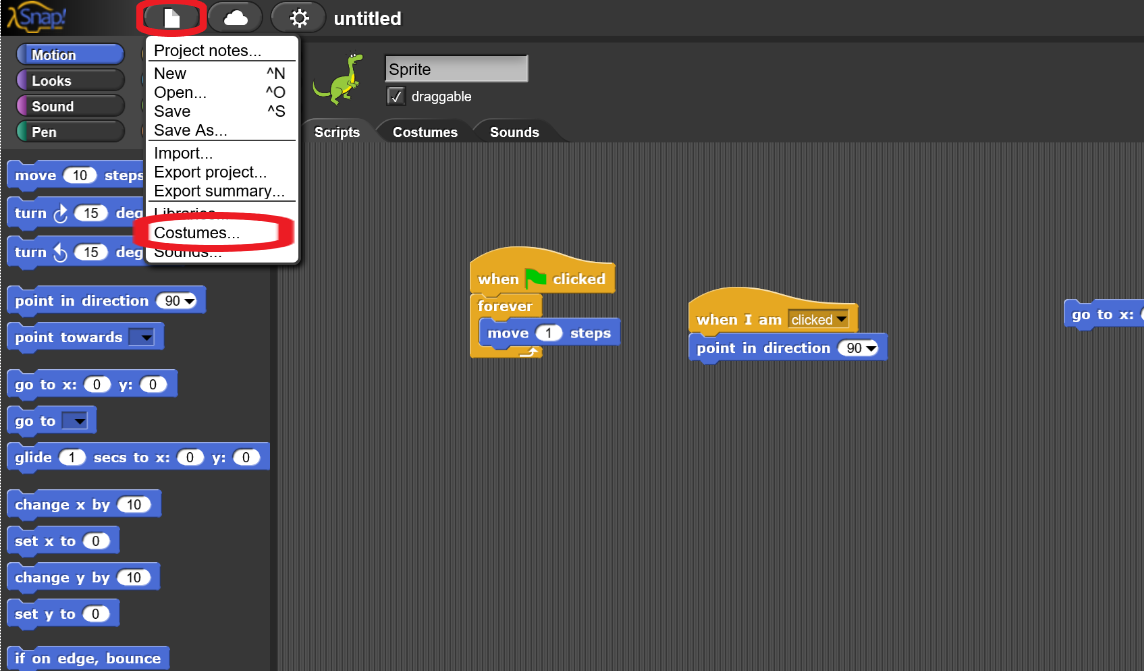 Snap!
untitled
Project notes...
New ^N
Open... ^O
Save ^S
Save As...
Import...
Export project...
Export summary...
Libraries...
Costumes...
Sounds...
Motion
Looks
Sound
Pen
Sprite
draggable
Scripts Costumes Sounds
move 10 steps
turn 15 deg
turn 15 deg
point in direction 90
point towards
go to x: 0 y: 0
go to
glide 1 secs to x: 0 y: 0
change x by 10
set x to 0
change y by 10
set y to 0
if on edge, bounce
when clicked
forever
move 1 steps
when I am clicked
point in direction 90
go to x: